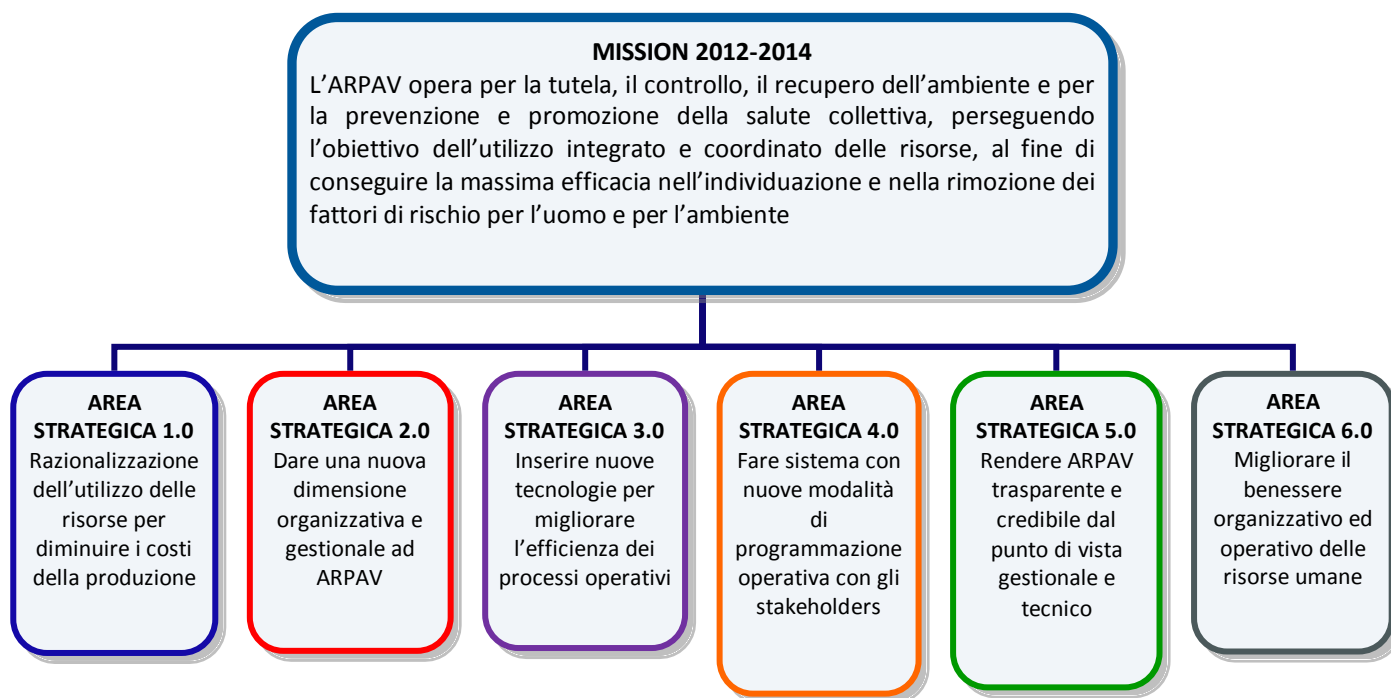 MISSION 2012-2014
L’ARPAV opera per la tutela, il controllo, il recupero dell’ambiente e per
la prevenzione e promozione della salute collettiva, perseguendo
l’obiettivo dell’utilizzo integrato e coordinato delle risorse, al fine di
conseguire la massima efficacia nell’individuazione e nella rimozione dei
fattori di rischio per l’uomo e per l’ambiente
AREA
STRATEGICA 1.0
Razionalizzazione
dell’utilizzo delle
risorse per
diminuire i costi
della produzione
AREA
STRATEGICA 2.0
Dare una nuova
dimensione
organizzativa e
gestionale ad
ARPAV
AREA
STRATEGICA 3.0
Inserire nuove
tecnologie per
migliorare
l’efficienza dei
processi operativi
AREA
STRATEGICA 4.0
Fare sistema con
nuove modalità
di
programmazione
operativa con gli
stakeholders
AREA
STRATEGICA 5.0
Rendere ARPAV
trasparente e
credibile dal
punto di vista
gestionale e
tecnico
AREA
STRATEGICA 6.0
Migliorare il
benessere
organizzativo ed
operativo delle
risorse umane